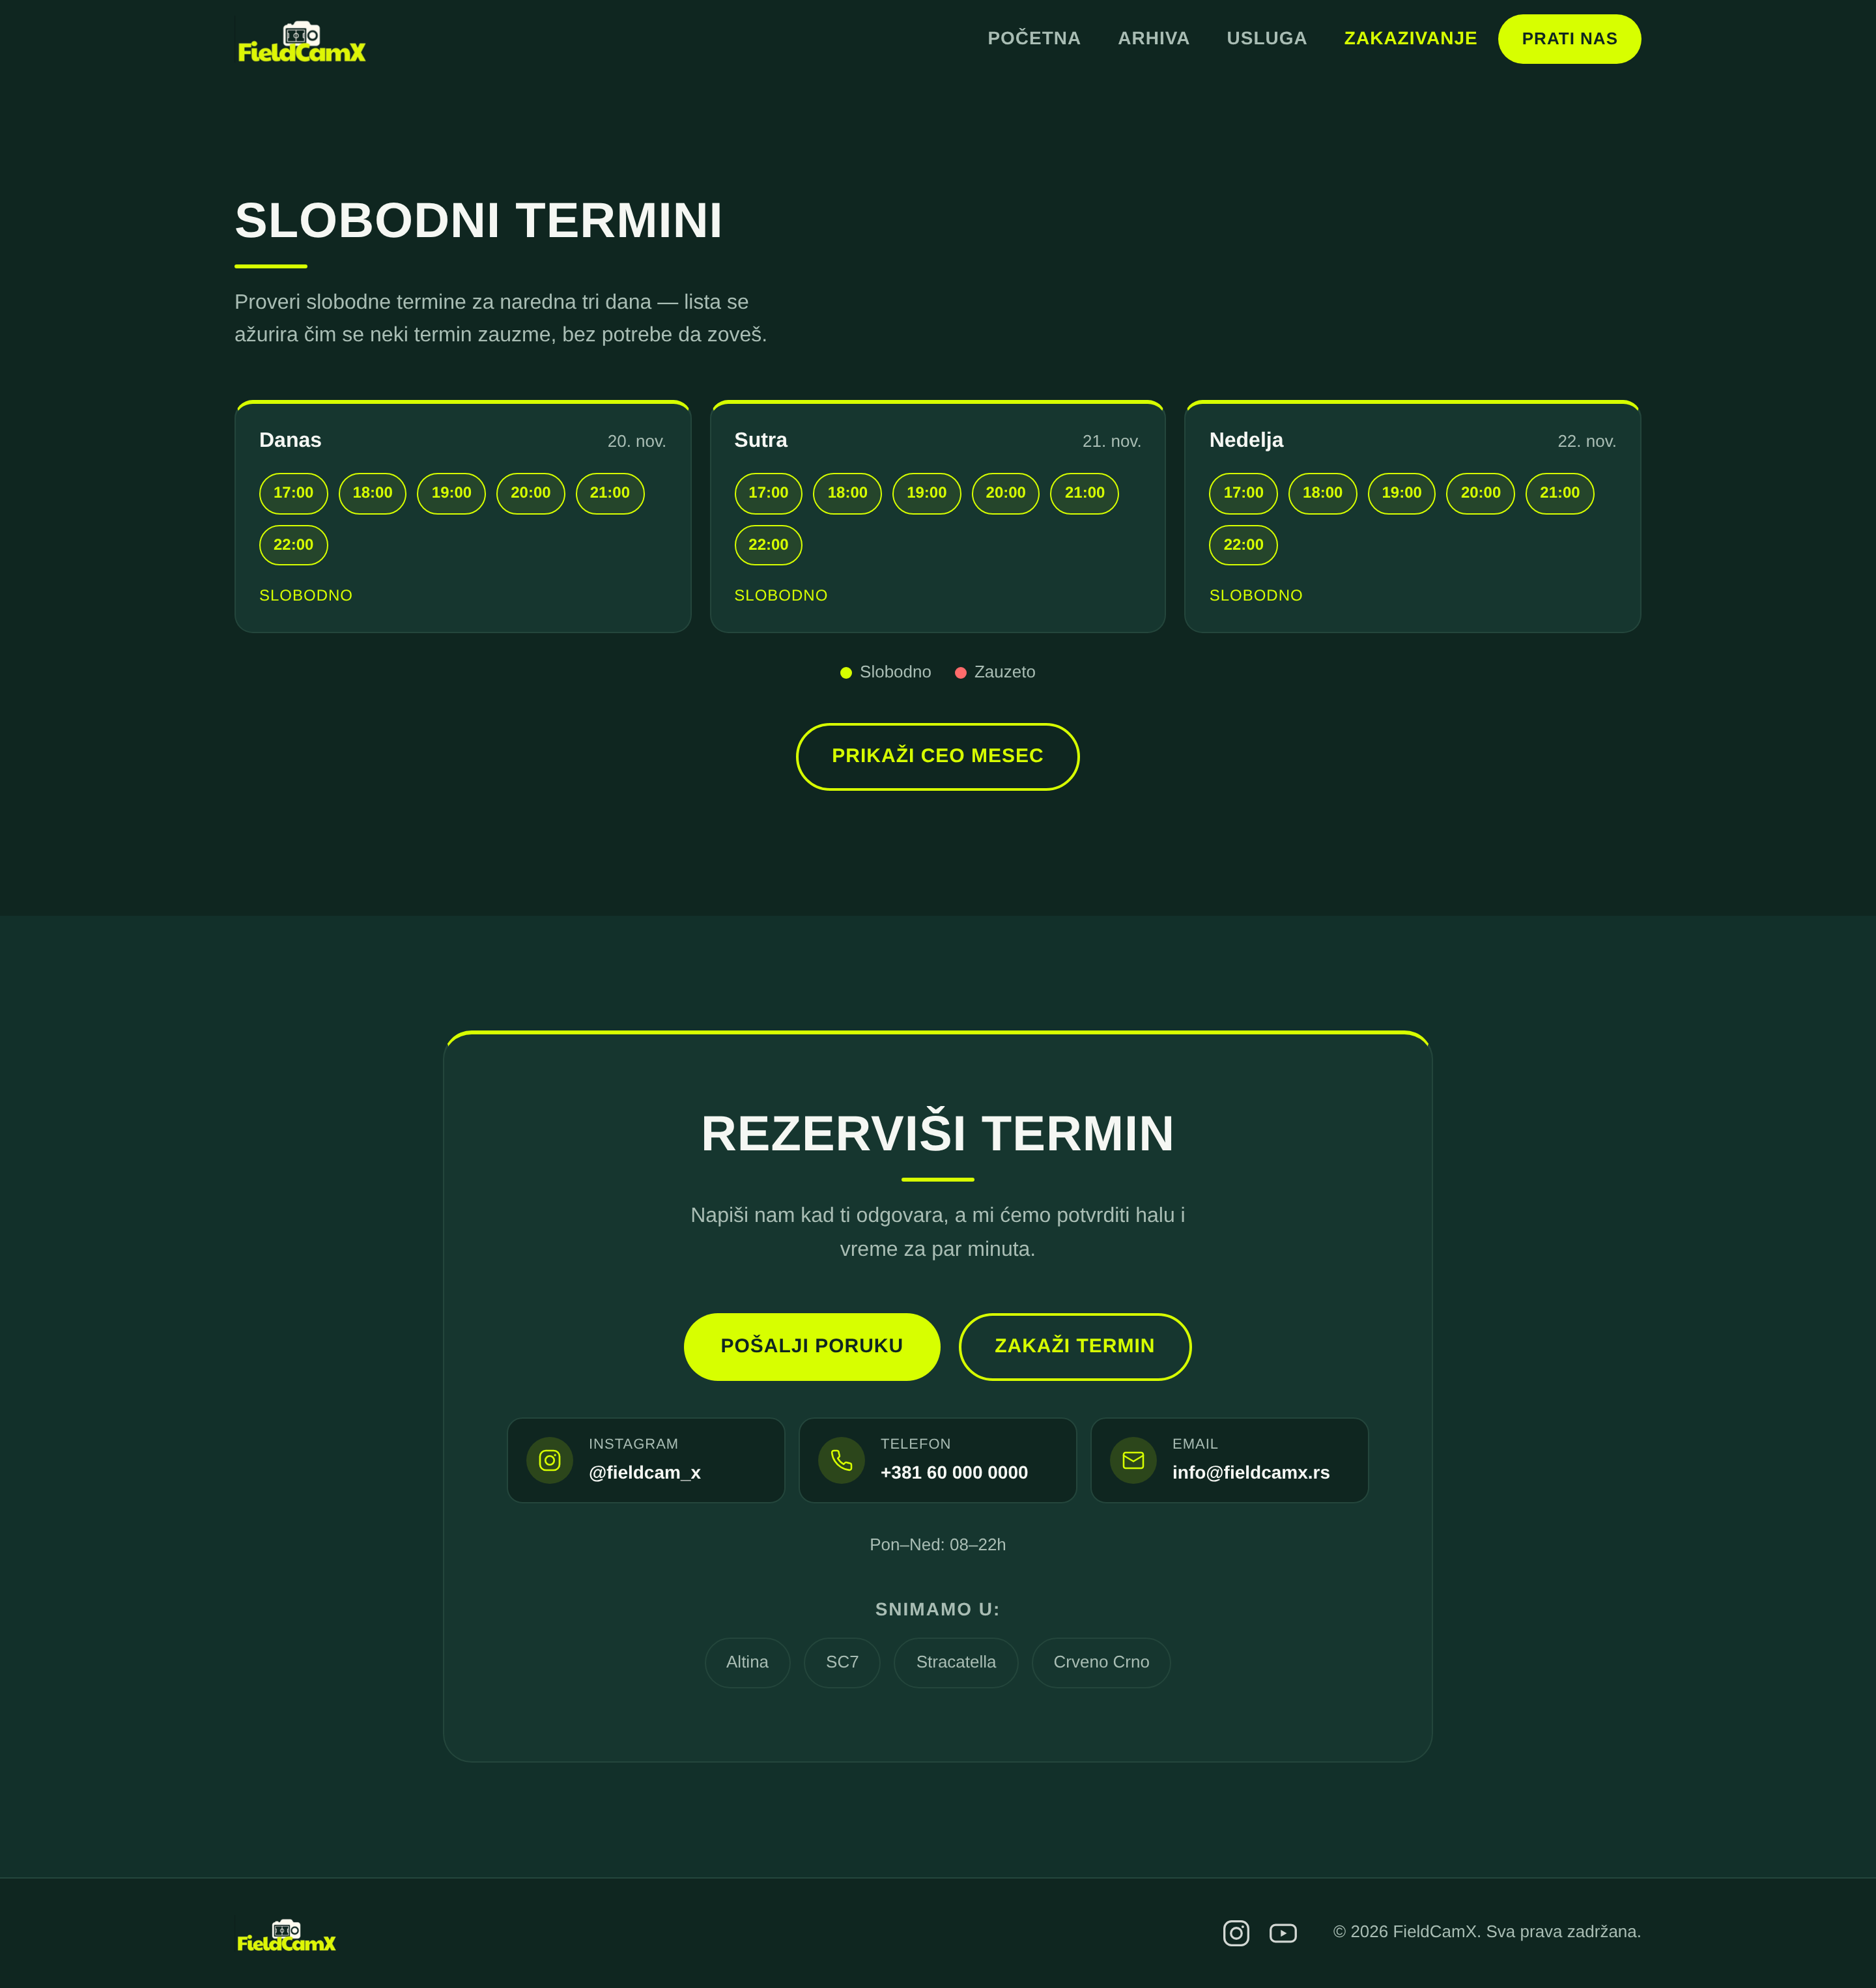 FieldCamX
POČETNA ARHIVA USLUGA ZAKAZIVANJE PRATI NAS
SLOBODNI TERMINI
Proveri slobodne termine za naredna tri dana — lista se
ažurira čim se neki termin zauzme, bez potrebe da zoveš.
Danas 20. nov.
17:00 18:00 19:00 20:00 21:00
22:00
SLOBODNO
Sutra 21. nov.
17:00 18:00 19:00 20:00 21:00
22:00
SLOBODNO
Nedelja 22. nov.
17:00 18:00 19:00 20:00 21:00
22:00
SLOBODNO
Slobodno Zauzeto
PRIKAŽI CEO MESEC
REZERVIŠI TERMIN
Napiši nam kad ti odgovara, a mi ćemo potvrditi halu i
vreme za par minuta.
POŠALJI PORUKU ZAKAŽI TERMIN
INSTAGRAM
@fieldcam_x
TELEFON
+381 60 000 0000
EMAIL
info@fieldcamx.rs
Pon–Ned: 08–22h
SNIMAMO U:
Altina SC7 Stracatella Crveno Crno
FieldCamX
© 2026 FieldCamX. Sva prava zadržana.